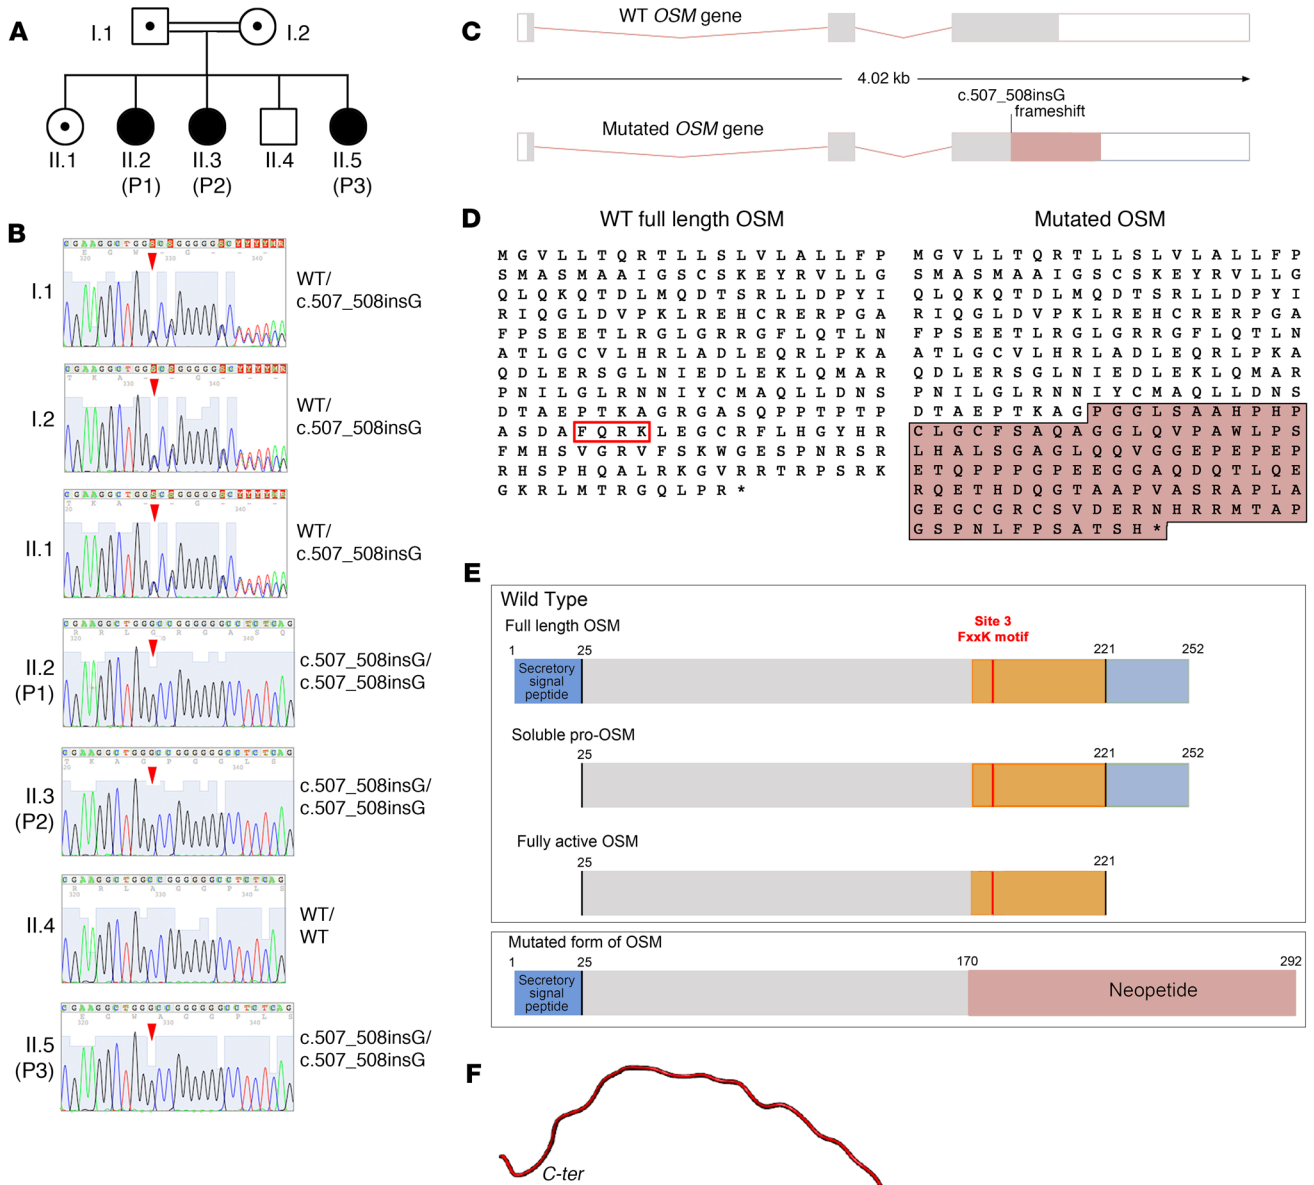 A
I.1
I.2
II.1
II.2
(P1)
II.3
(P2)
II.4
II.5
(P3)
B
I.1
WT/
c.507_508insG
I.2
WT/
c.507_508insG
II.1
WT/
c.507_508insG
II.2
(P1)
c.507_508insG/
c.507_508insG
II.3
(P2)
c.507_508insG/
c.507_508insG
II.4
WT/
WT
II.5
(P3)
c.507_508insG/
c.507_508insG
C
WT OSM gene
4.02 kb
c.507_508insG
frameshift
Mutated OSM gene
D
WT full length OSM
M G V L L T Q R T L L S L V L A L L F P
S M A S M A A I G S C S K E Y R V L L G
Q L Q K Q T D L M Q D T S R L L D P Y I
R I Q G L D V P K L R E H C R E R P G A
F P S E E T L R G L G R R G F L Q T L N
A T L G C V L H R L A D L E Q R L P K A
Q D L E R S G L N I E D L E K L Q M A R
P N I L G L R N N I Y C M A Q L L D N S
D T A E P T K A G R G A S Q P P T P T P
A S D A F Q R K L E G C R F L H G Y H R
F M H S V G R V F S K W G E S P N R S R
R H S P H Q A L R K G V R R T R P S R K
G K R L M T R G Q L P R *
Mutated OSM
M G V L L T Q R T L L S L V L A L L F P
S M A S M A A I G S C S K E Y R V L L G
Q L Q K Q T D L M Q D T S R L L D P Y I
R I Q G L D V P K L R E H C R E R P G A
F P S E E T L R G L G R R G F L Q T L N
A T L G C V L H R L A D L E Q R L P K A
Q D L E R S G L N I E D L E K L Q M A R
P N I L G L R N N I Y C M A Q L L D N S
D T A E P T K A G P G G L S A A H P H P
C L G C F S A Q A G G L Q V P A W L P S
L H A L S G A G L Q Q V G G E P E P E P
E T Q P P P G P E E G G A Q D Q T L Q E
R Q E T H D Q G T A A P V A S R A P L A
G E G C G R C S V D E R N H R R M T A P
G S P N L F P S A T S H *
E
Wild Type
Full length OSM
Site 3
FxxK motif
1
25
221
252
Secretory
signal
peptide
Soluble pro-OSM
25
221
252
Fully active OSM
25
221
Mutated form of OSM
1
25
170
292
Secretory
signal
peptide
Neopetide
F
C-ter